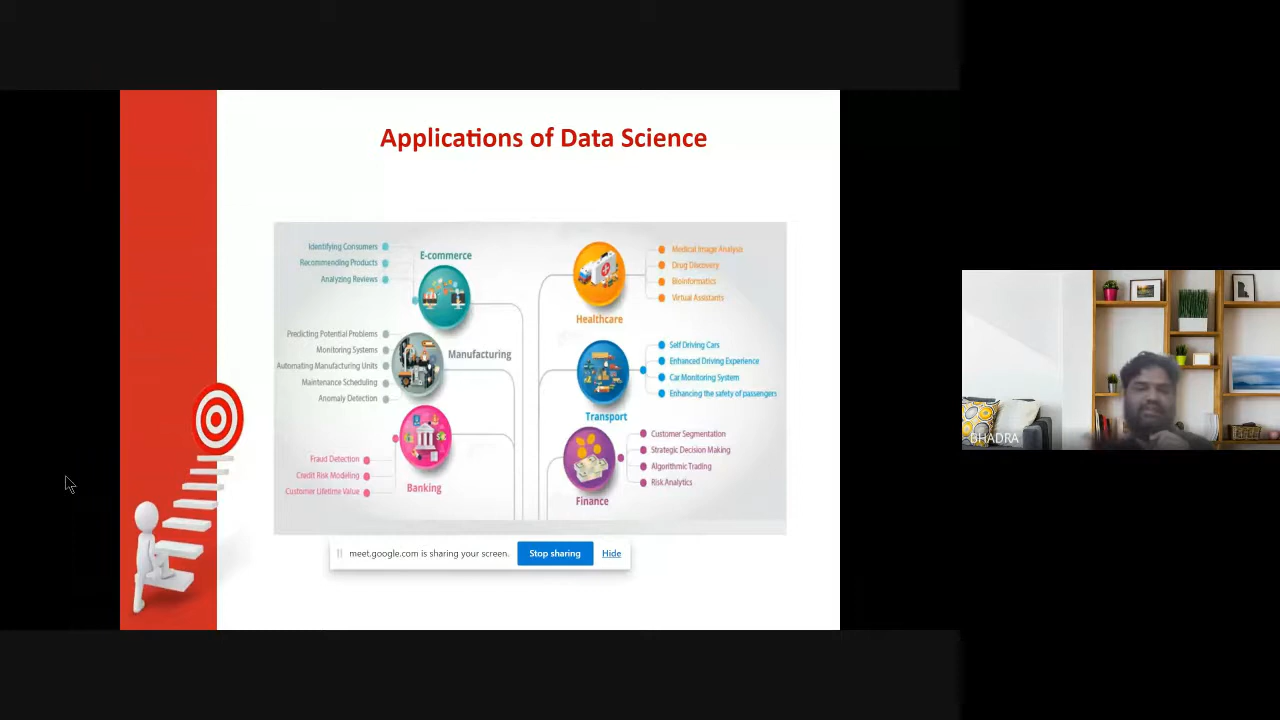 Applications of Data Science
Identifying Consumers
Recommending Products
Analyzing Reviews
E-commerce
Predicting Potential Problems
Monitoring Systems
Automating Manufacturing Units
Maintenance Scheduling
Anomaly Detection
Manufacturing
Fraud Detection
Credit Risk Modeling
Customer Lifetime Value
Banking
Healthcare
Medical Image Analysis
Drug Discovery
Bioinformatics
Virtual Assistants
Transport
Self Driving Cars
Enhanced Driving Experience
Car Monitoring System
Enhancing the safety of passengers
Finance
Customer Segmentation
Strategic Decision Making
Algorithmic Trading
Risk Analytics
meet.google.com is sharing your screen.
Stop sharing
Hide
BHADRA